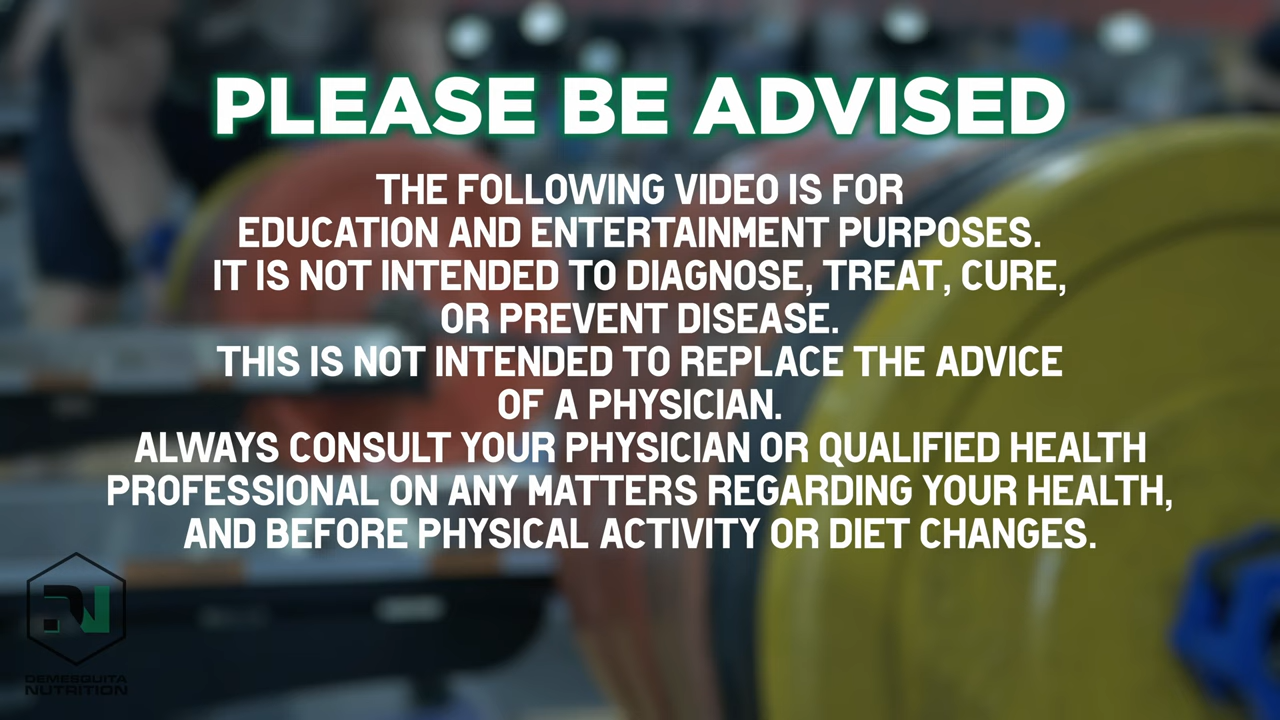 PLEASE BE ADVISED
THE FOLLOWING VIDEO IS FOR
EDUCATION AND ENTERTAINMENT PURPOSES.
IT IS NOT INTENDED TO DIAGNOSE, TREAT, CURE,
OR PREVENT DISEASE.
THIS IS NOT INTENDED TO REPLACE THE ADVICE
OF A PHYSICIAN.
ALWAYS CONSULT YOUR PHYSICIAN OR QUALIFIED HEALTH
PROFESSIONAL ON ANY MATTERS REGARDING YOUR HEALTH,
AND BEFORE PHYSICAL ACTIVITY OR DIET CHANGES.
DEMESQUITA
NUTRITION